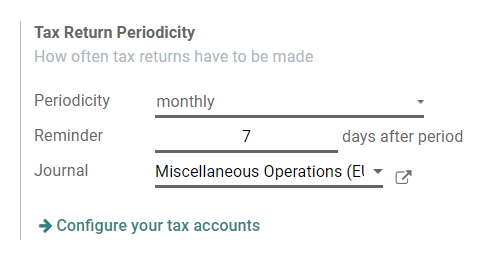 Tax Return Periodicity
How often tax returns have to be made
Periodicity monthly
Reminder 7 days after period
Journal Miscellaneous Operations (EU
Configure your tax accounts